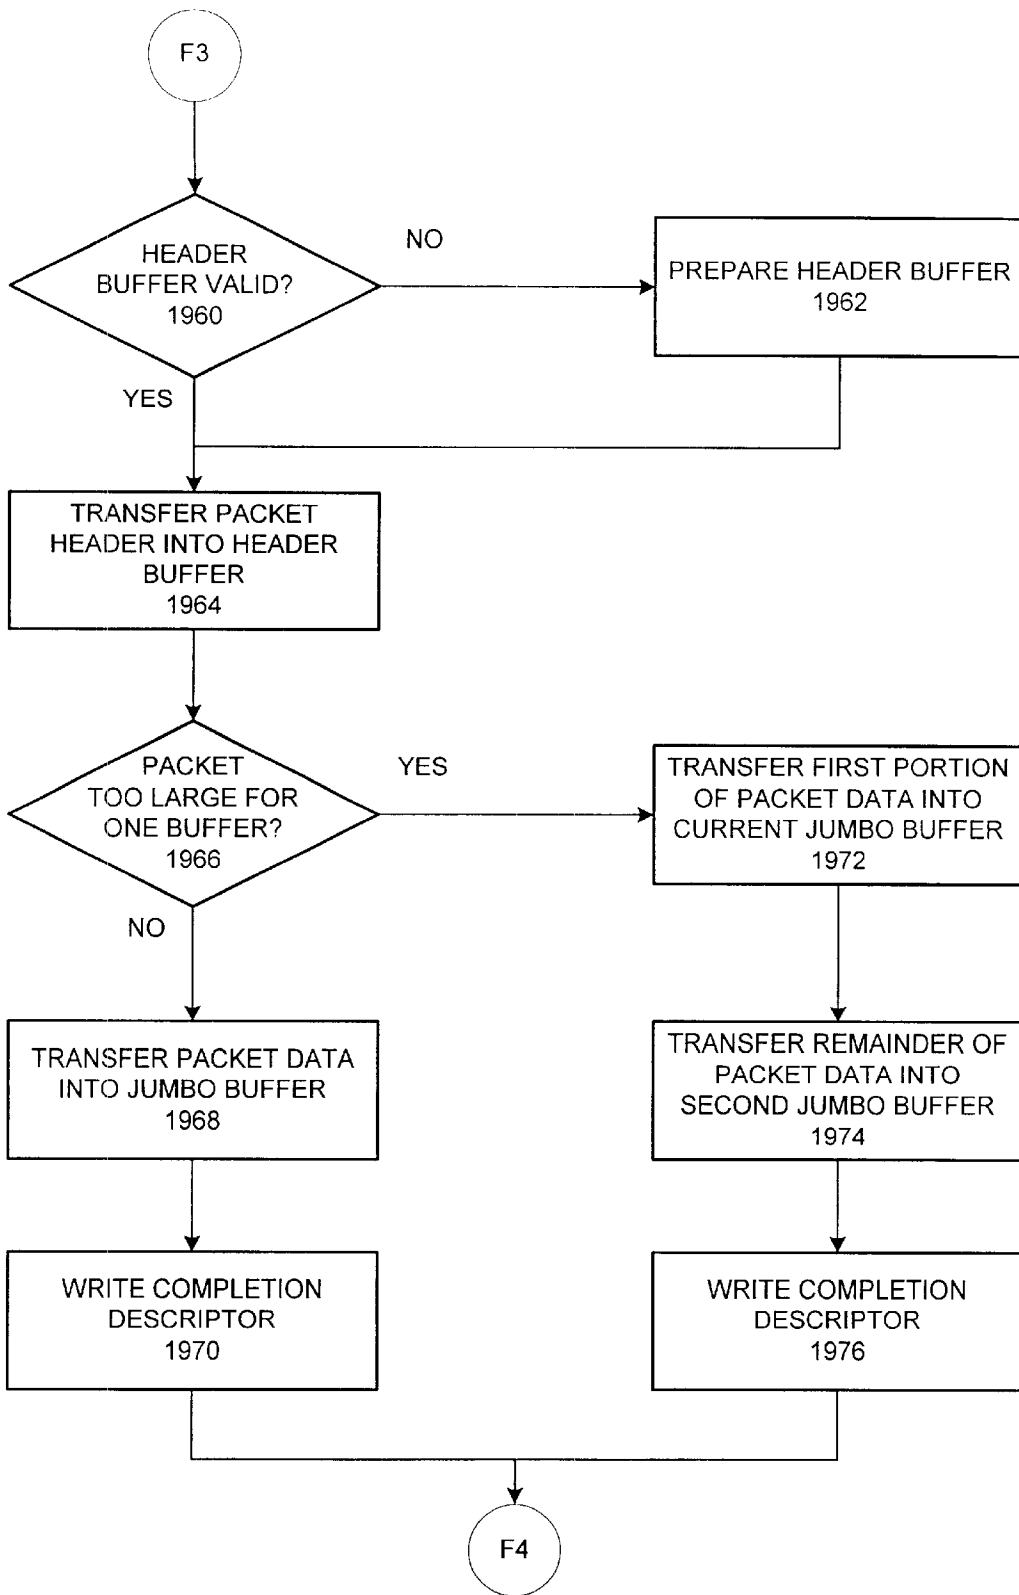 F3
HEADER
BUFFER VALID?
1960
NO
PREPARE HEADER BUFFER
1962
YES
TRANSFER PACKET
HEADER INTO HEADER
BUFFER
1964
PACKET
TOO LARGE FOR
ONE BUFFER?
1966
YES
TRANSFER FIRST PORTION
OF PACKET DATA INTO
CURRENT JUMBO BUFFER
1972
NO
TRANSFER PACKET DATA
INTO JUMBO BUFFER
1968
TRANSFER REMAINDER OF
PACKET DATA INTO
SECOND JUMBO BUFFER
1974
WRITE COMPLETION
DESCRIPTOR
1970
WRITE COMPLETION
DESCRIPTOR
1976
F4